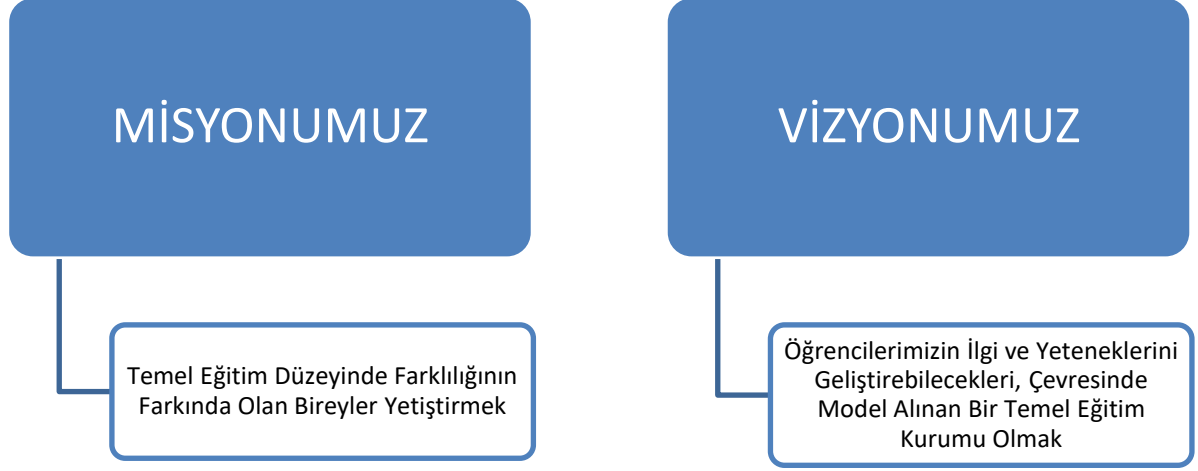 MİSYONUMUZ
Temel Eğitim Düzeyinde Farklılığının
Farkında Olan Bireyler Yetiştirmek
VİZYONUMUZ
Öğrencilerimizin İlgi ve Yeteneklerini
Geliştirebilecekleri, Çevresinde
Model Alınan Bir Temel Eğitim
Kurumu Olmak